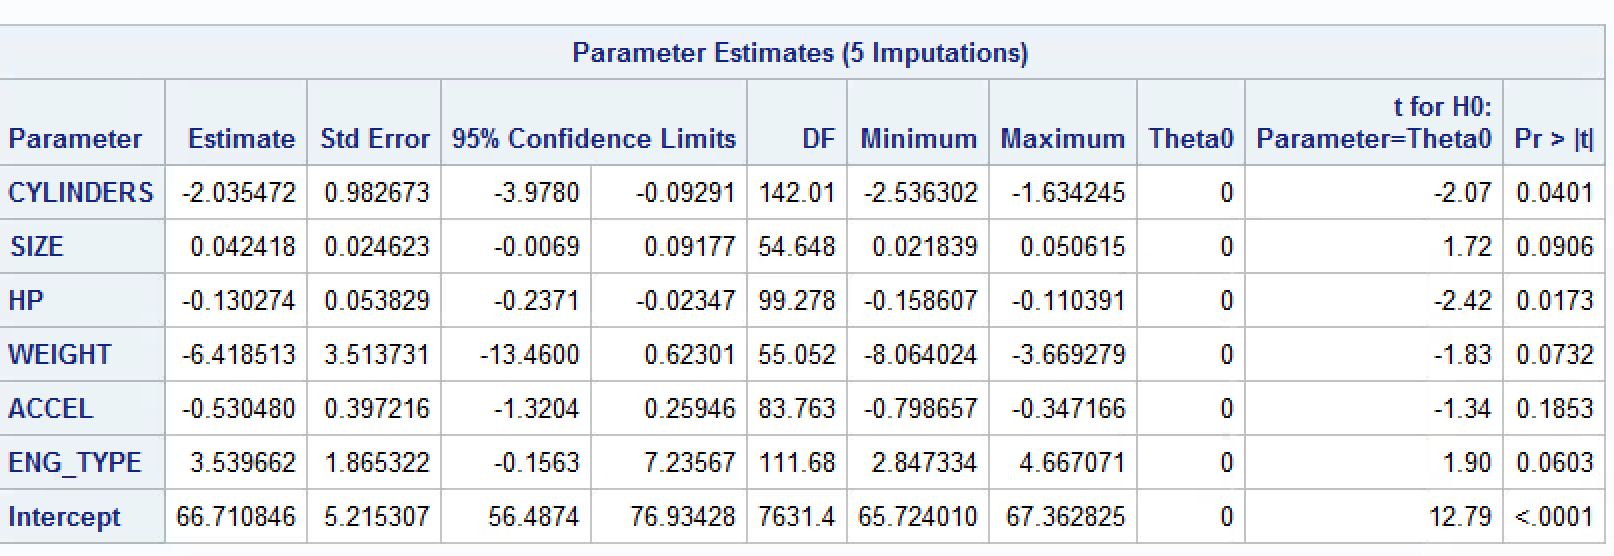 Parameter Estimates (5 Imputations)
t for H0:
Parameter Estimate Std Error 95% Confidence Limits DF Minimum Maximum Theta0 Parameter=Theta0 Pr > |t|
CYLINDERS -2.035472 0.982673 -3.9780 -0.09291 142.01 -2.536302 -1.634245 0 -2.07 0.0401
SIZE 0.042418 0.024623 -0.0069 0.09177 54.648 0.021839 0.050615 0 1.72 0.0906
HP -0.130274 0.053829 -0.2371 -0.02347 99.278 -0.158607 -0.110391 0 -2.42 0.0173
WEIGHT -6.418513 3.513731 -13.4600 0.62301 55.052 -8.064024 -3.669279 0 -1.83 0.0732
ACCEL -0.530480 0.397216 -1.3204 0.25946 83.763 -0.798657 -0.347166 0 -1.34 0.1853
ENG_TYPE 3.539662 1.865322 -0.1563 7.23567 111.68 2.847334 4.667071 0 1.90 0.0603
Intercept 66.710846 5.215307 56.4874 76.93428 7631.4 65.724010 67.362825 0 12.79 <.0001